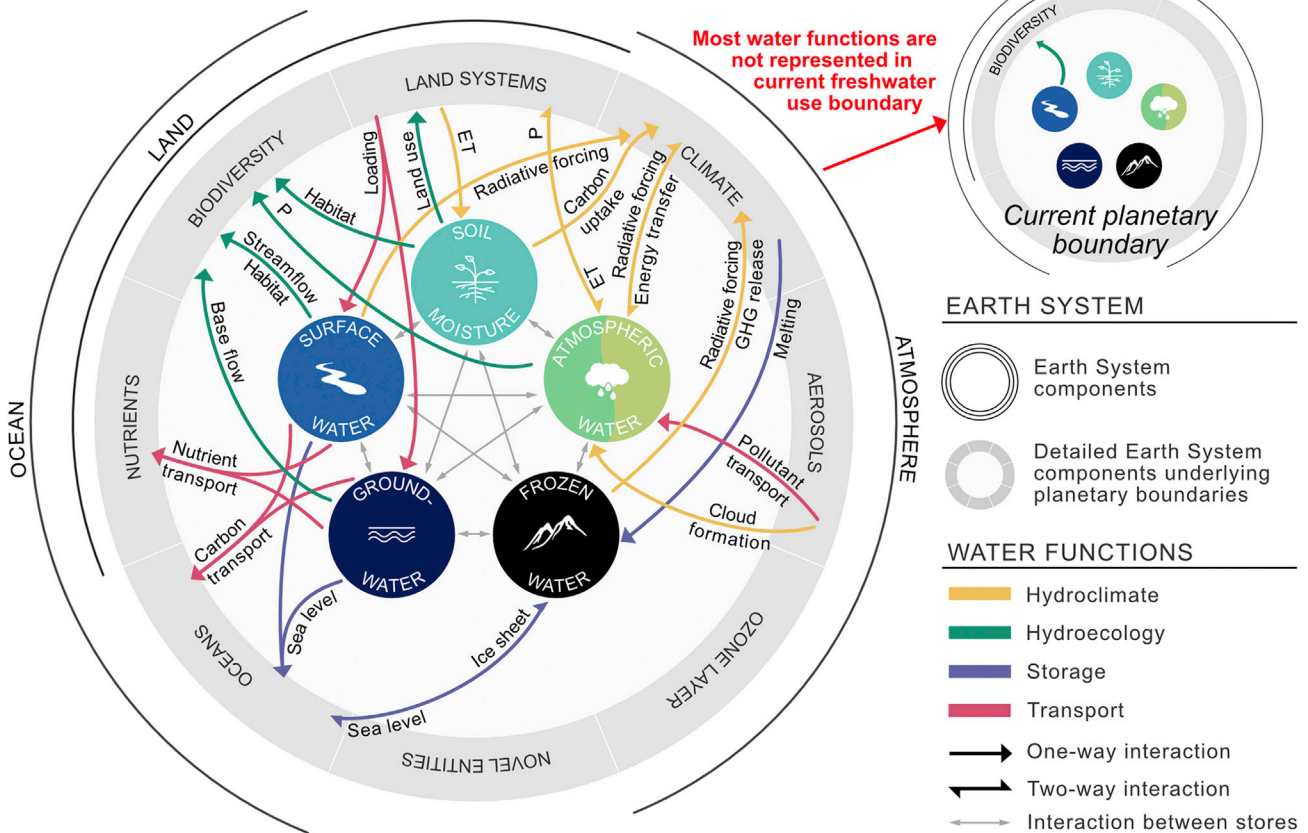 Most water functions are
not represented in
current freshwater
use boundary
BIODIVERSITY
Current planetary
boundary
OCEAN
LAND
ATMOSPHERE
LAND SYSTEMS
BIODIVERSITY
CLIMATE
NUTRIENTS
AEROSOLS
OCEANS
OZONE LAYER
NOVEL ENTITIES
Loading
Land use
ET
Radiative forcing
P
Carbon
uptake
Radiative forcing
Energy transfer
ET
Habitat
P
Streamflow
Habitat
Base flow
Radiative forcing
GHG release
Melting
SOIL
MOISTURE
SURFACE
WATER
ATMOSPHERIC
WATER
GROUND-
WATER
FROZEN
WATER
Nutrient
transport
Carbon
transport
Pollutant
transport
Cloud
formation
Sea level
Ice sheet
Sea level
EARTH SYSTEM
Earth System
components
Detailed Earth System
components underlying
planetary boundaries
WATER FUNCTIONS
Hydroclimate
Hydroecology
Storage
Transport
One-way interaction
Two-way interaction
Interaction between stores